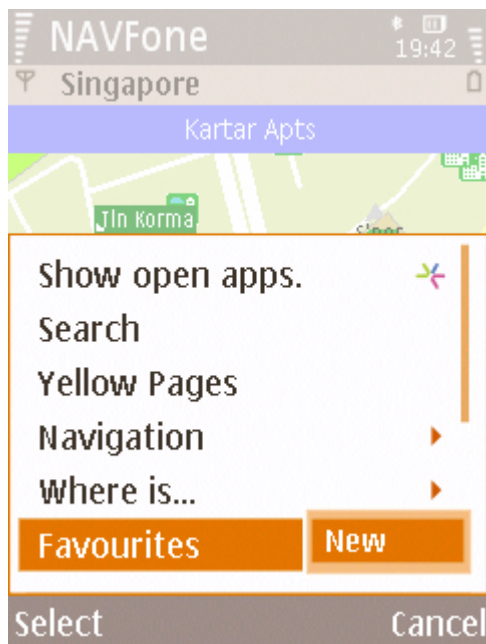 NAVFone
19:42
Singapore
Kartar Apts
Jln Korma
Show open apps.
Search
Yellow Pages
Navigation
Where is...
Favourites
New
Select Cancel